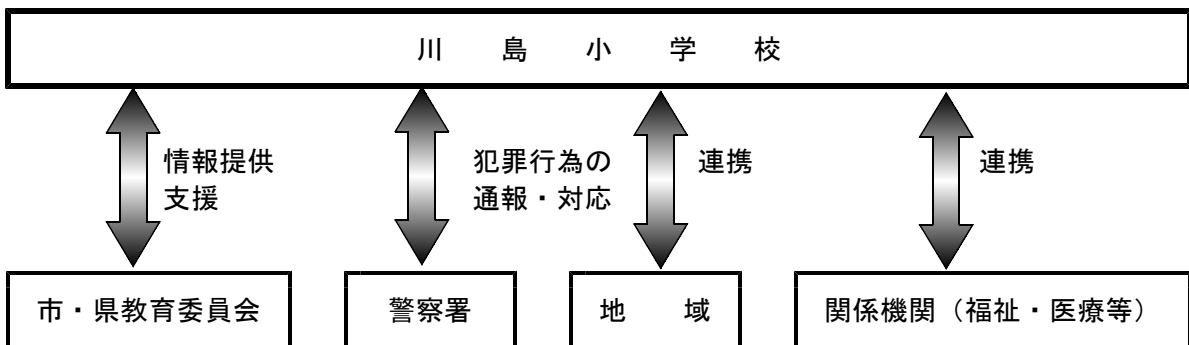 川島小学校
情報提供
支援
犯罪行為の
通報・対応
連携
連携
市・県教育委員会
警察署
地域
関係機関（福祉・医療等）